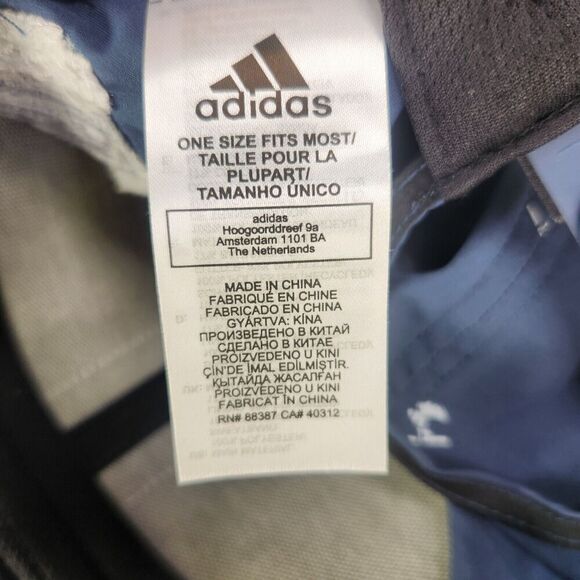 adidas
ONE SIZE FITS MOST/
TAILLE POUR LA
PLUPART/
TAMANHO ÚNICO
adidas
Hoogoorddreef 9a
Amsterdam 1101 BA
The Netherlands
MADE IN CHINA
FABRIQUÉ EN CHINE
FABRICADO EN CHINA
GYÁRTVA: KÍNA
ПРОИЗВЕДЕНО В КИТАЙ
СДЕЛАНО В КИТАЕ
PROIZVEDENO U KINI
ÇİN'DE İMAL EDİLMİŞTİR.
ҚЫТАЙДА ЖАСАЛҒАН
PROIZVEDENO U KINI
FABRICAT ÎN CHINA
RN# 88387 CA# 40312